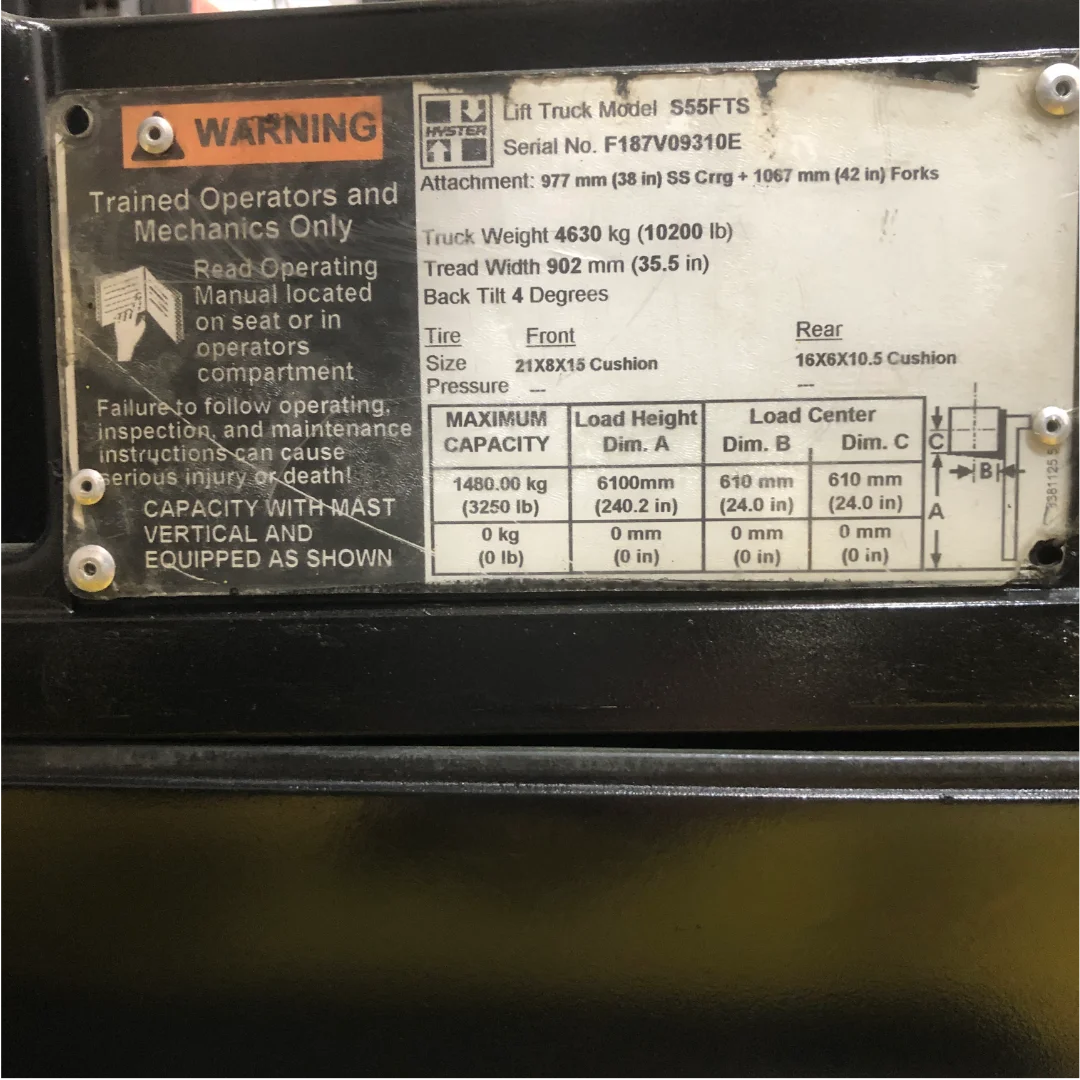 WARNING
Trained Operators and
Mechanics Only
Read Operating
Manual located
on seat or in
operators
compartment
Failure to follow operating,
inspection, and maintenance
instructions can cause
serious injury or death!
CAPACITY WITH MAST
VERTICAL AND
EQUIPPED AS SHOWN
HYSTER
Lift Truck Model S55FTS
Serial No. F187V09310E
Attachment: 977 mm (38 in) SS Crrg + 1067 mm (42 in) Forks
Truck Weight 4630 kg (10200 lb)
Tread Width 902 mm (35.5 in)
Back Tilt 4 Degrees
Tire Front Rear
Size 21X8X15 Cushion 16X6X10.5 Cushion
Pressure --- ---
MAXIMUM CAPACITY Load Height Dim. A Load Center Dim. B Dim. C
1480.00 kg 6100mm 610 mm 610 mm
(3250 lb) (240.2 in) (24.0 in) (24.0 in)
0 kg 0 mm 0 mm 0 mm
(0 lb) (0 in) (0 in) (0 in)
C
B
A